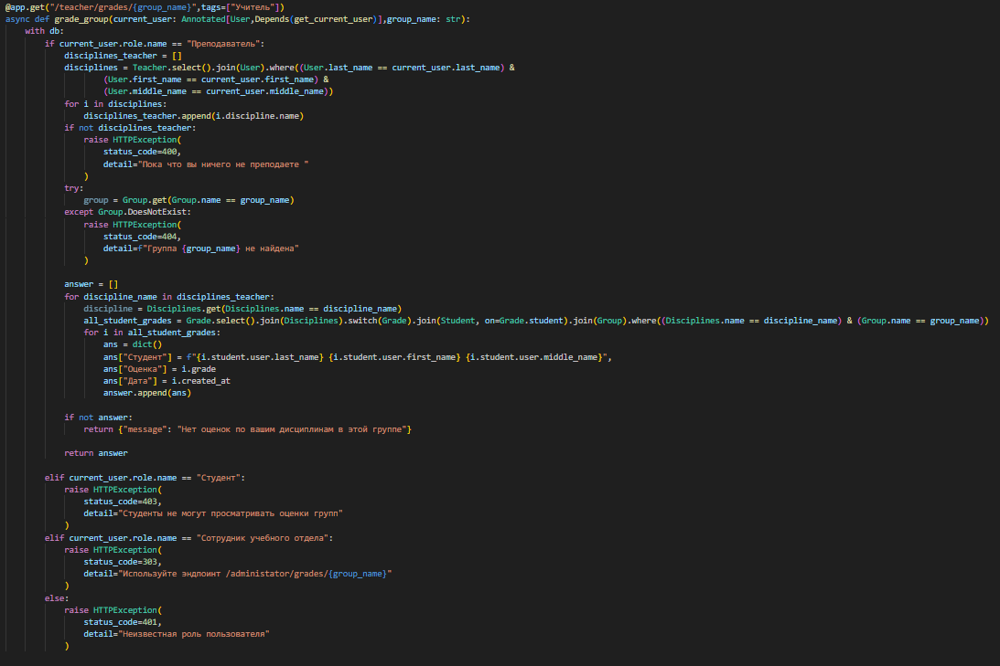 @app.get("/teacher/grades/{group_name}",tags=["Учитель"])
async def grade_group(current_user: Annotated[User,Depends(get_current_user)],group_name: str):
    with db:
        if current_user.role.name == "Преподаватель":
            disciplines_teacher = []
            disciplines = Teacher.select().join(User).where((User.last_name == current_user.last_name) &
                    (User.first_name == current_user.first_name) &
                    (User.middle_name == current_user.middle_name))
            for i in disciplines:
                disciplines_teacher.append(i.discipline.name)
            if not disciplines_teacher:
                raise HTTPException(
                    status_code=400,
                    detail="Пока что вы ничего не преподаете "
                )
            try:
                group = Group.get(Group.name == group_name)
            except Group.DoesNotExist:
                raise HTTPException(
                    status_code=404,
                    detail=f"Группа {group_name} не найдена"
                )
            answer = []
            for discipline_name in disciplines_teacher:
                discipline = Disciplines.get(Disciplines.name == discipline_name)
                all_student_grades = Grade.select().join(Disciplines).switch(Grade).join(Student, on=Grade.student).join(Group).where((Disciplines.name == discipline_name) & (Group.name == group_name))
                for i in all_student_grades:
                    ans = dict()
                    ans["Студент"] = f"{i.student.user.last_name} {i.student.user.first_name} {i.student.user.middle_name}",
                    ans["Оценка"] = i.grade
                    ans["Дата"] = i.created_at
                    answer.append(ans)
            if not answer:
                return {"message": "Нет оценок по вашим дисциплинам в этой группе"}
            return answer
        elif current_user.role.name == "Студент":
            raise HTTPException(
                status_code=403,
                detail="Студенты не могут просматривать оценки групп"
            )
        elif current_user.role.name == "Сотрудник учебного отдела":
            raise HTTPException(
                status_code=303,
                detail="Используйте эндпоинт /administator/grades/{group_name}"
            )
        else:
            raise HTTPException(
                status_code=401,
                detail="Неизвестная роль пользователя"
            )